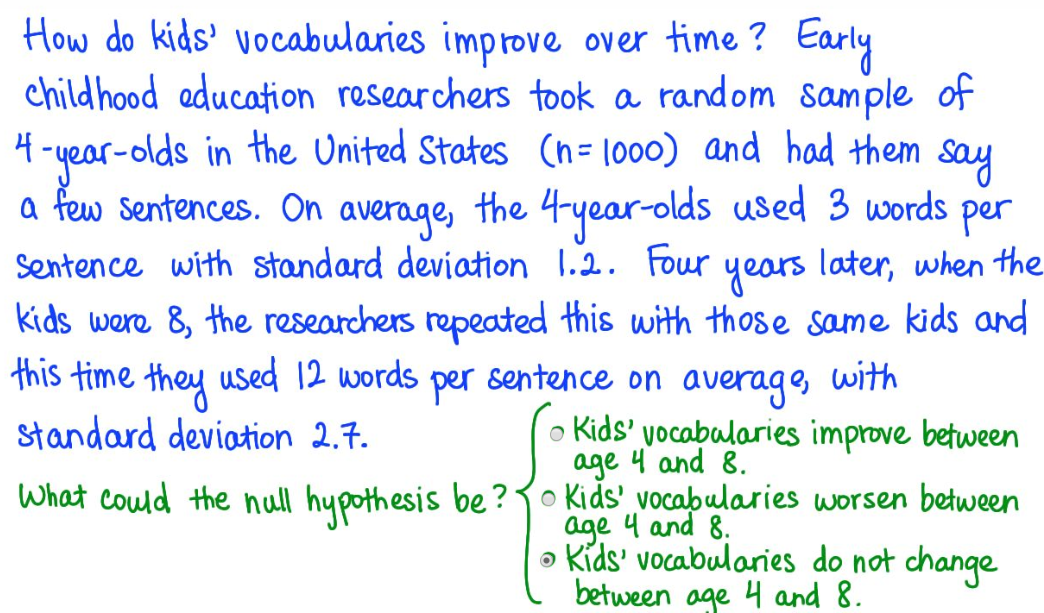 How do kids' vocabularies improve over time? Early
childhood education researchers took a random sample of
4-year-olds in the United States (n=1000) and had them say
a few sentences. On average, the 4-year-olds used 3 words per
sentence with standard deviation 1.2. Four years later, when the
kids were 8, the researchers repeated this with those same kids and
this time they used 12 words per sentence on average, with
standard deviation 2.7.
What could the null hypothesis be?
Kids' vocabularies improve between
age 4 and 8.
Kids' vocabularies worsen between
age 4 and 8.
Kids' vocabularies do not change
between age 4 and 8.